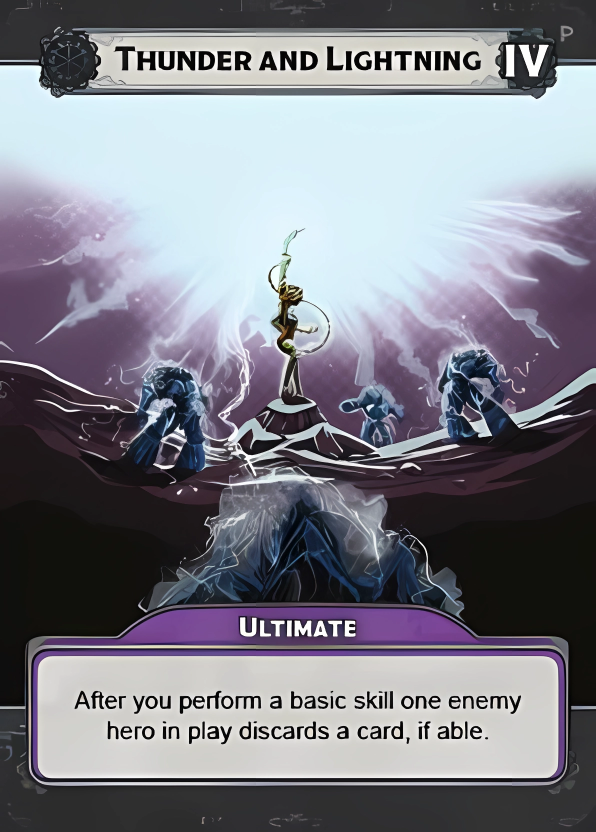 P
Thunder and Lightning IV
Ultimate
After you perform a basic skill one enemy
hero in play discards a card, if able.